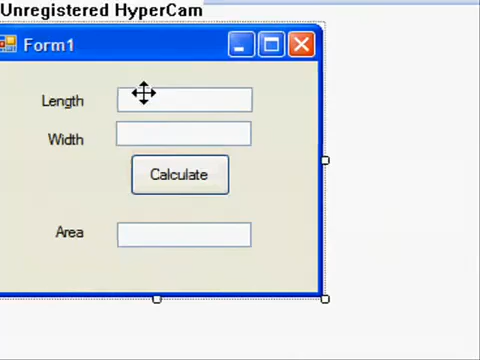 Unregistered HyperCam
Form1
Length
Width
Calculate
Area